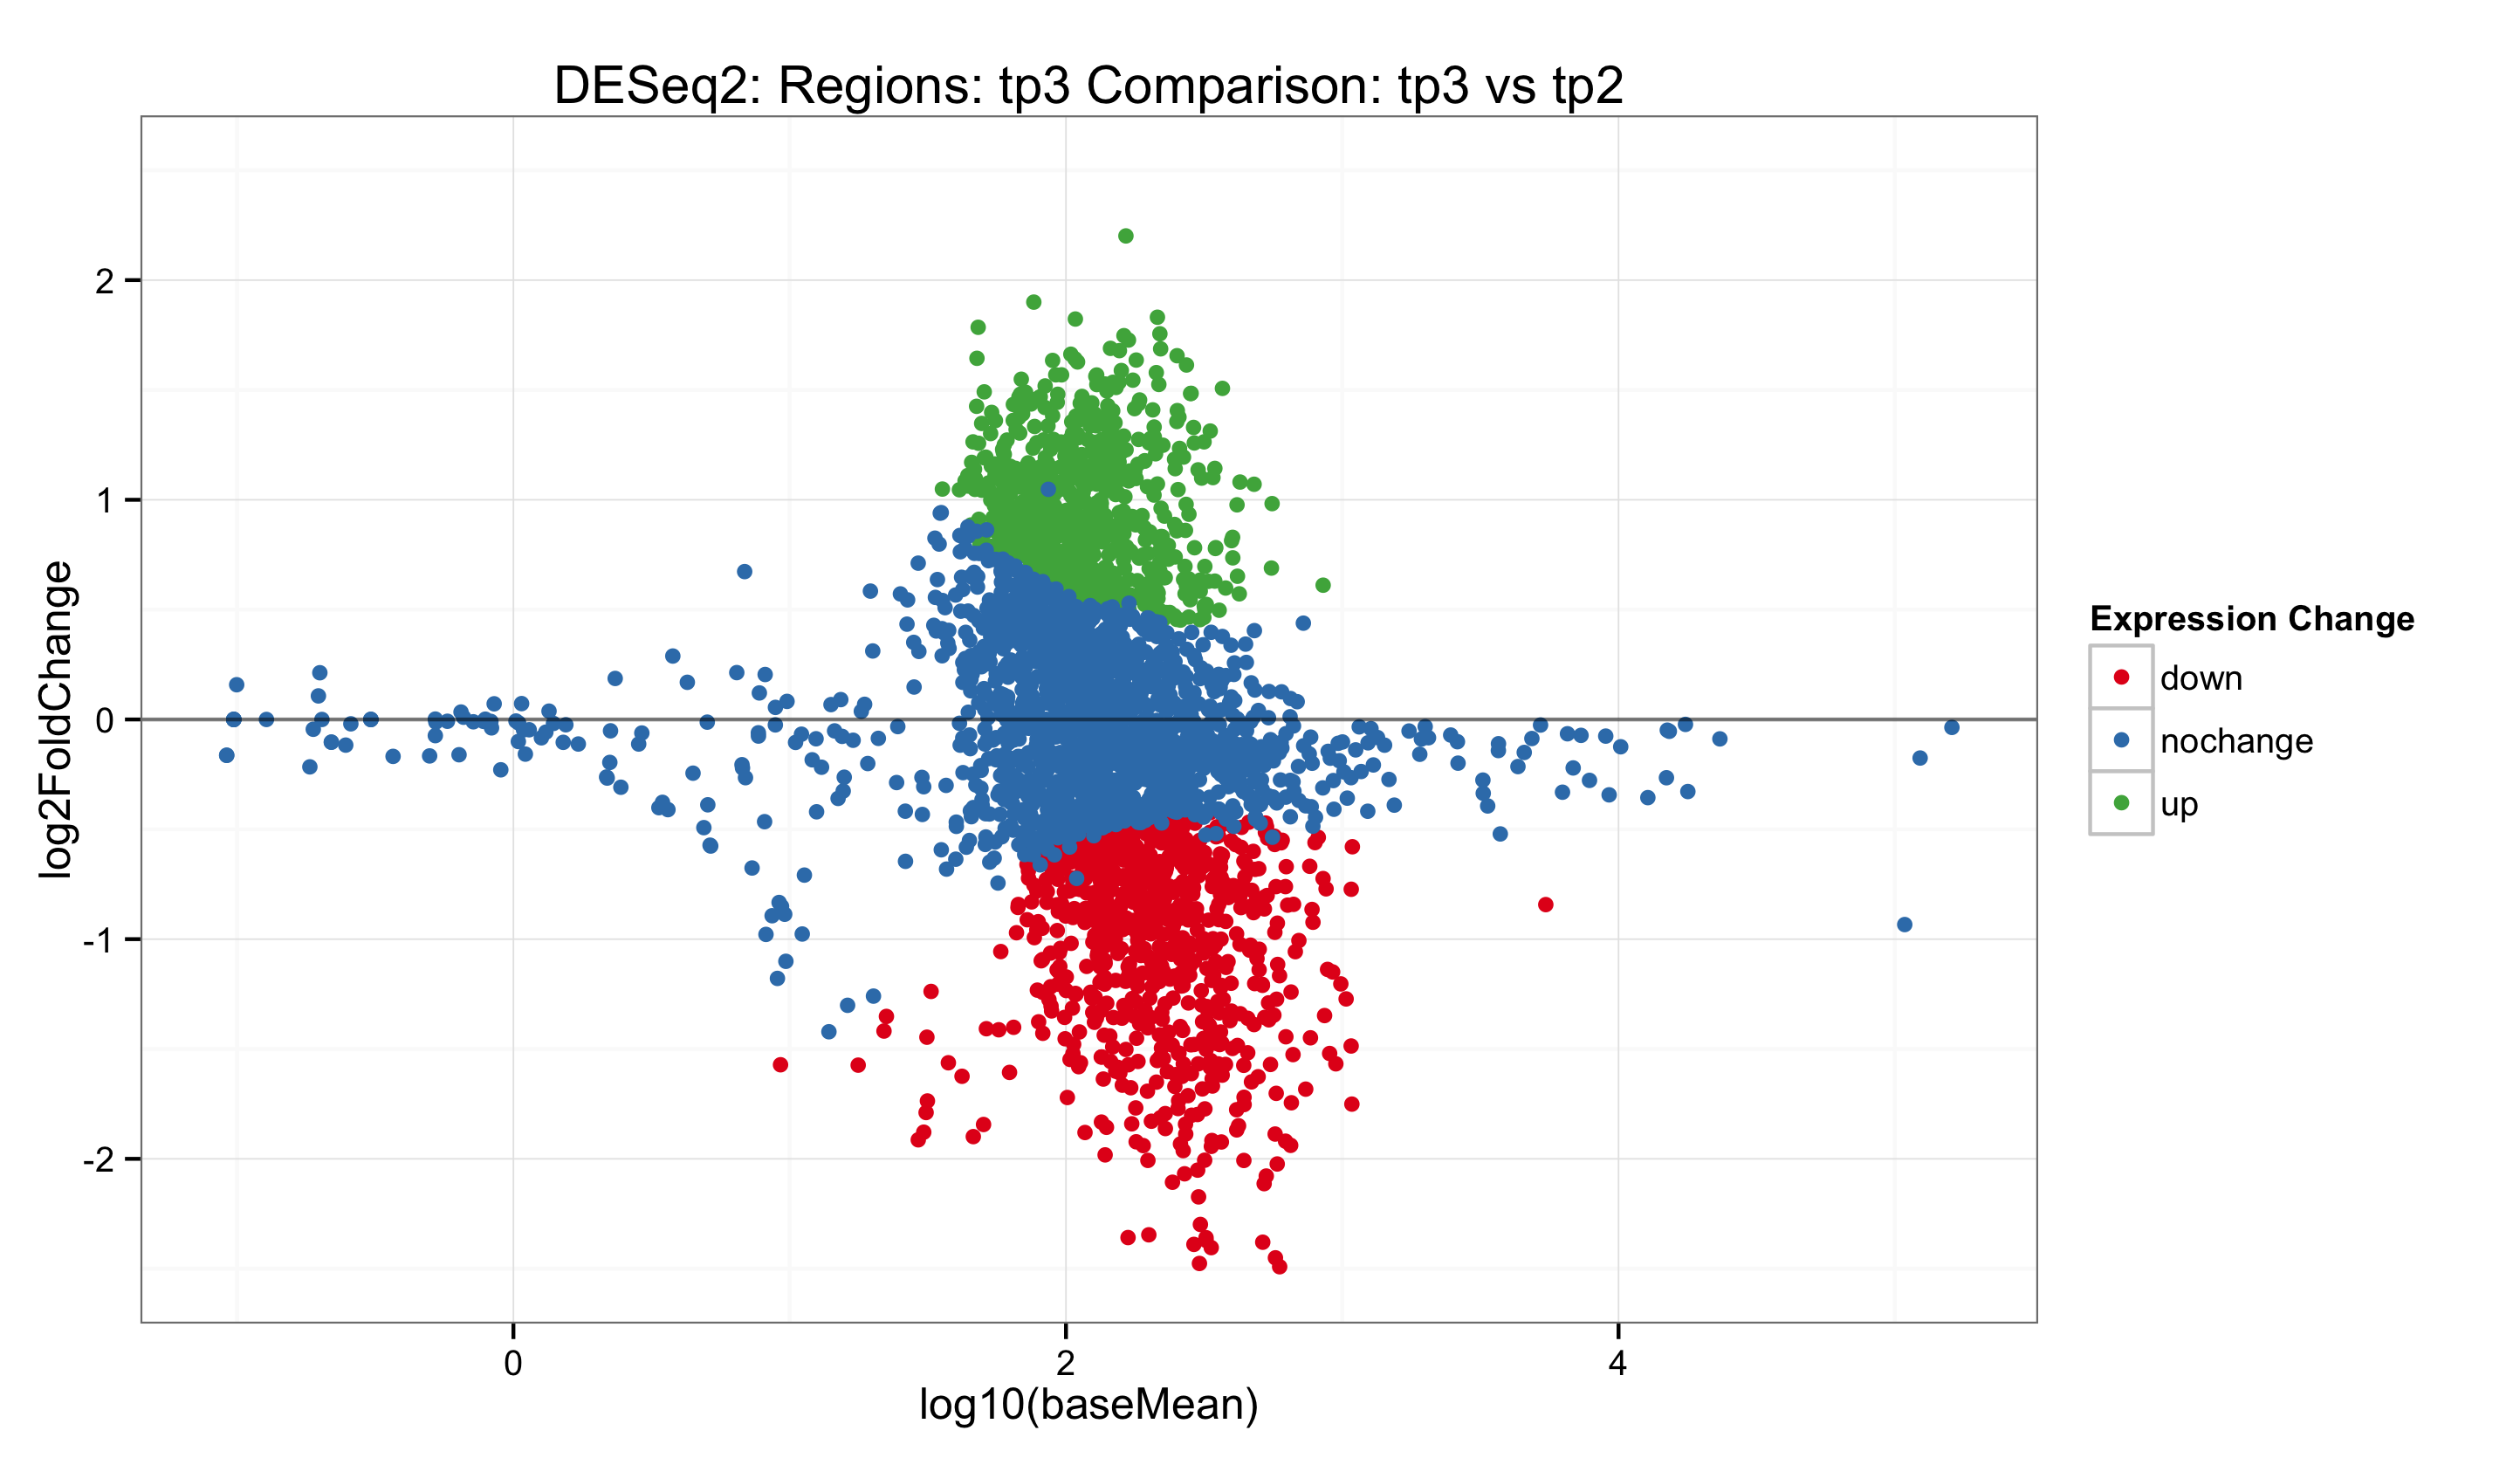 DESeq2: Regions: tp3 Comparison: tp3 vs tp2
log2FoldChange
2
1
0
-1
-2
0
2
4
log10(baseMean)
Expression Change
down
nochange
up